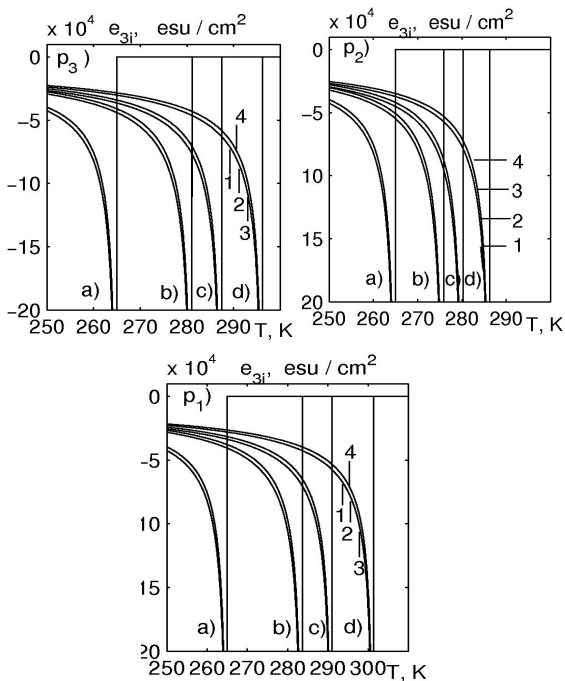 x 10⁴ e₃ᵢ, esu / cm²
p₃)
0
−5
−10
−15
−20
250 260 270 280 290 T, K
a) b) c) d)
4
1
2
3
x 10⁴ e₃ᵢ, esu / cm²
p₂)
0
−5
−10
15
20
250 260 270 280 290 T, K
a) b) c) d)
4
3
2
1
x 10⁴ e₃ᵢ, esu / cm²
p₁)
0
−5
10
15
20
250 260 270 280 290 300 T, K
a) b) c) d)
4
1
2
3